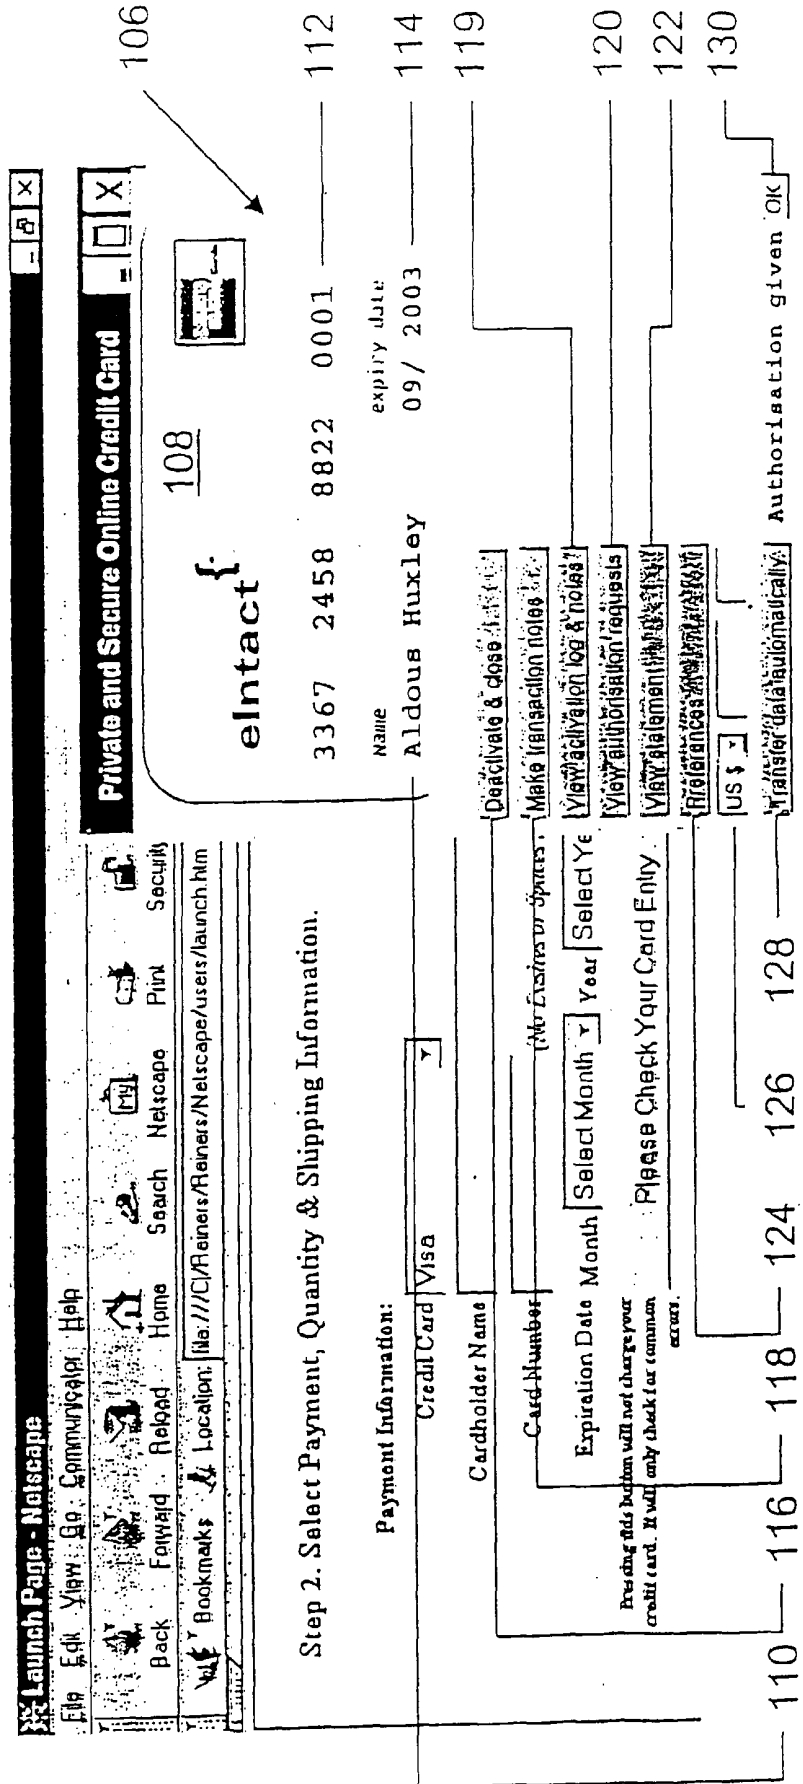 Launch Page - Netscape
File Edit View Go Communicator Help
Back Forward Reload Home Search Netscape Print Security
Bookmarks Location: file:///C|/Reiners/Reiners/Netscape/users/launch.htm
Step 2. Select Payment, Quantity & Shipping Information.
Payment Information:
Credit Card Visa
Cardholder Name
Card Number (No Dashes or Spaces
Expiration Date Month Select Month Year Select Ye
Pressing this button will not charge your
credit card. It will only check for common
errors.
Please Check Your Card Entry
Private and Secure Online Credit Card
106
108
eIntact {
3367 2458 8822 0001
112
Name
expiry date
Aldous Huxley 09/ 2003
114
Deactivate & close
Make transaction notes
View activation log & notes
119
View authorisation requests
120
View statement
122
Preferences
US $
Transfer data automatically
Authorisation given OK
130
110 116 118 124 126 128